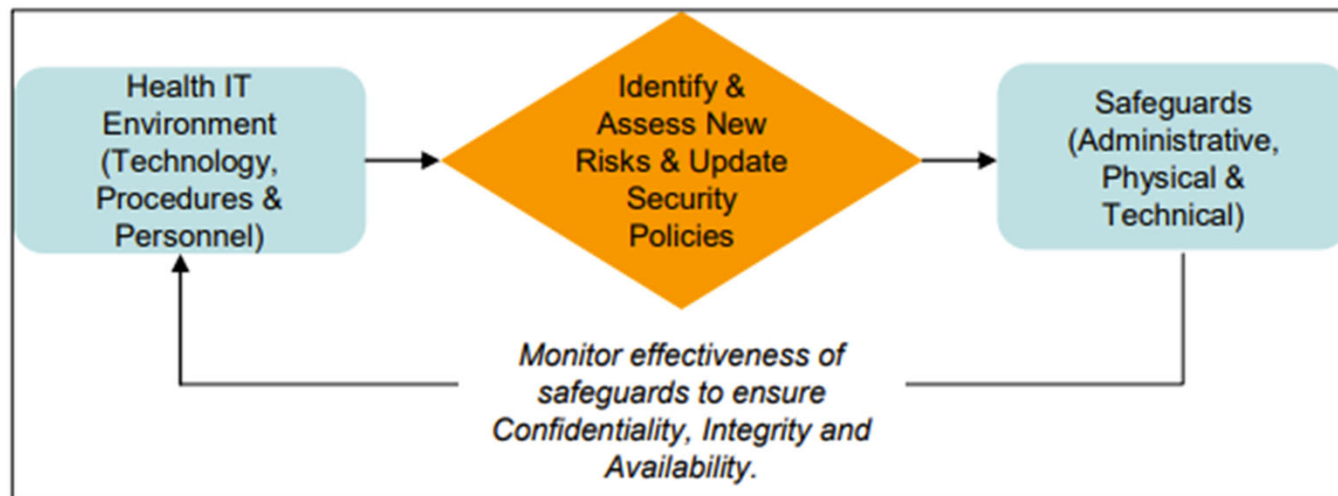 Health IT
Environment
(Technology,
Procedures &
Personnel)
Identify &
Assess New
Risks & Update
Security
Policies
Safeguards
(Administrative,
Physical &
Technical)
Monitor effectiveness of
safeguards to ensure
Confidentiality, Integrity and
Availability.